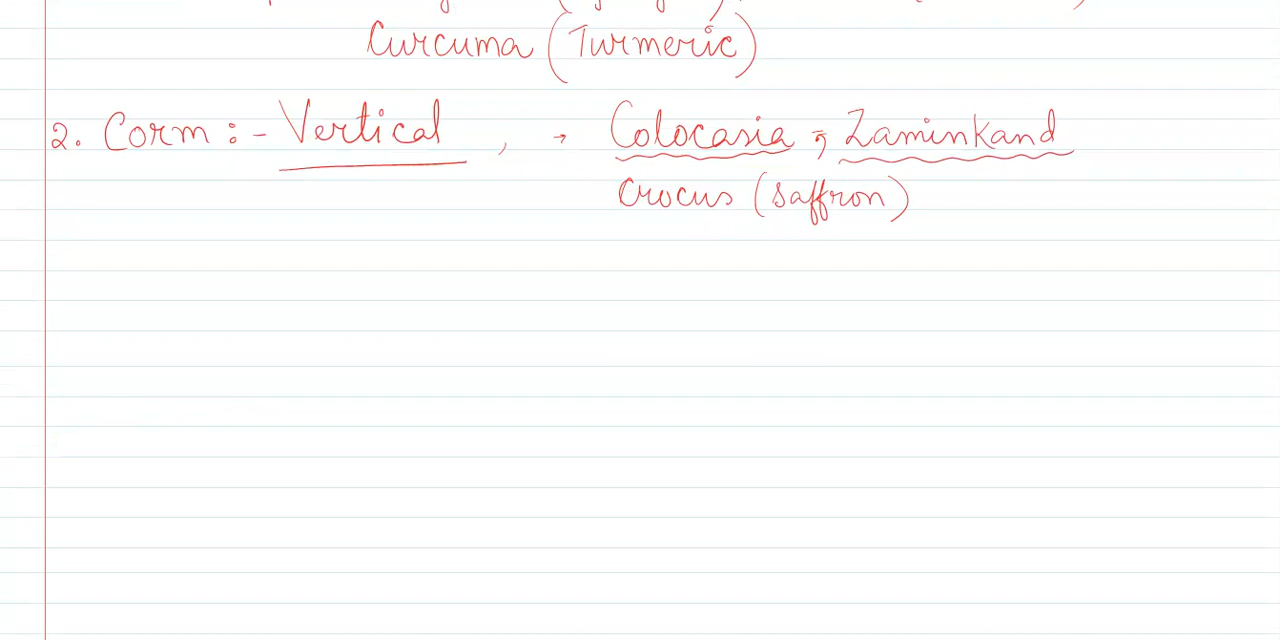 Curcuma (Turmeric)
2. Corm :- Vertical , → Colocasia , Zaminkand
Crocus (Saffron)